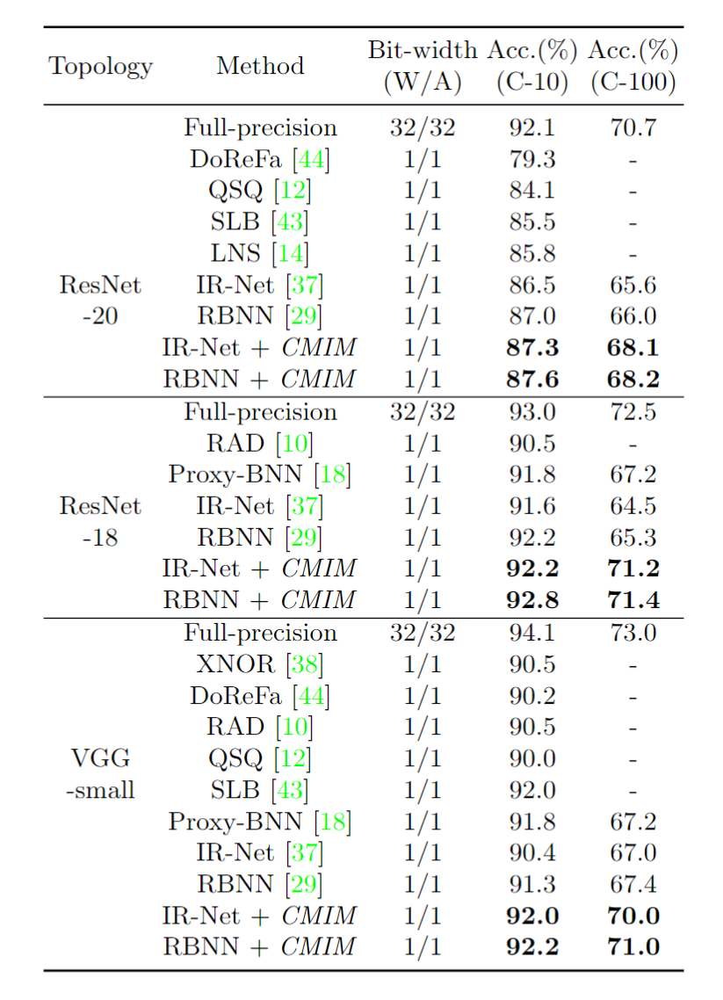 Topology Method Bit-width (W/A) Acc.(%) (C-10) Acc.(%) (C-100)
Full-precision 32/32 92.1 70.7
DoReFa [44] 1/1 79.3 -
QSQ [12] 1/1 84.1 -
SLB [43] 1/1 85.5 -
LNS [14] 1/1 85.8 -
ResNet IR-Net [37] 1/1 86.5 65.6
-20 RBNN [29] 1/1 87.0 66.0
IR-Net + CMIM 1/1 87.3 68.1
RBNN + CMIM 1/1 87.6 68.2
Full-precision 32/32 93.0 72.5
RAD [10] 1/1 90.5 -
Proxy-BNN [18] 1/1 91.8 67.2
ResNet IR-Net [37] 1/1 91.6 64.5
-18 RBNN [29] 1/1 92.2 65.3
IR-Net + CMIM 1/1 92.2 71.2
RBNN + CMIM 1/1 92.8 71.4
Full-precision 32/32 94.1 73.0
XNOR [38] 1/1 90.5 -
DoReFa [44] 1/1 90.2 -
RAD [10] 1/1 90.5 -
VGG QSQ [12] 1/1 90.0 -
-small SLB [43] 1/1 92.0 -
Proxy-BNN [18] 1/1 91.8 67.2
IR-Net [37] 1/1 90.4 67.0
RBNN [29] 1/1 91.3 67.4
IR-Net + CMIM 1/1 92.0 70.0
RBNN + CMIM 1/1 92.2 71.0